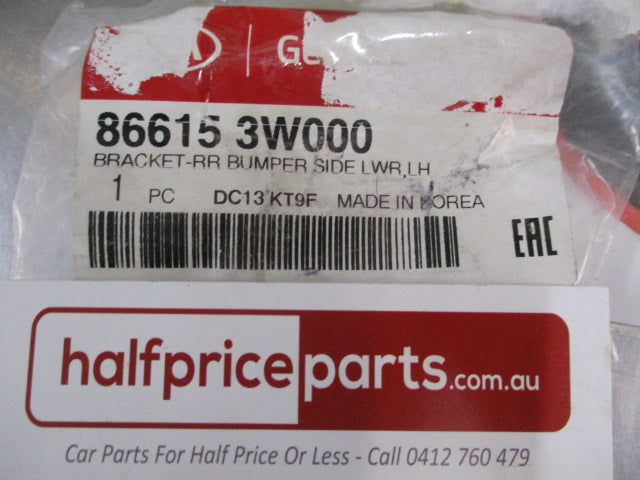 86615 3W000
BRACKET-RR BUMPER SIDE LWR,LH
1 PC DC13 KT9F MADE IN KOREA
EAC
halfpriceparts.com.au
Car Parts For Half Price Or Less - Call 0412 760 479